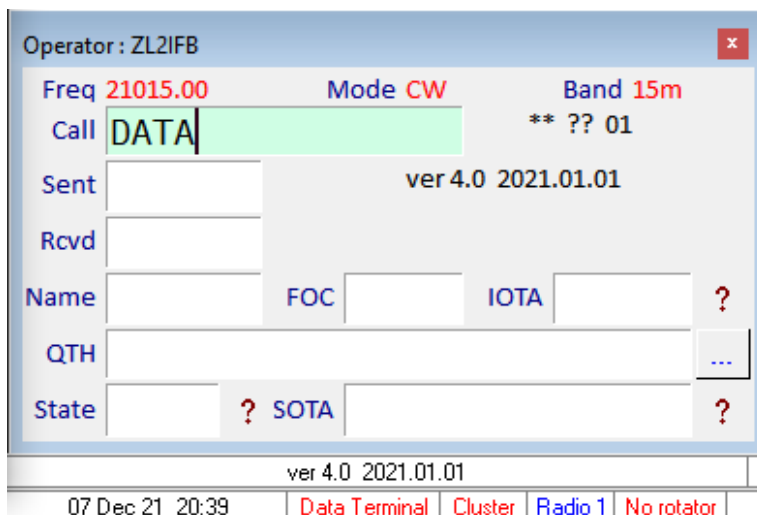 Operator : ZL2IFB x
Freq 21015.00 Mode CW Band 15m
Call DATA ** ?? 01
Sent ver 4.0 2021.01.01
Rcvd
Name FOC IOTA ?
QTH ...
State ? SOTA ?
ver 4.0 2021.01.01
07 Dec 21 20:39 Data Terminal Cluster Radio 1 No rotator